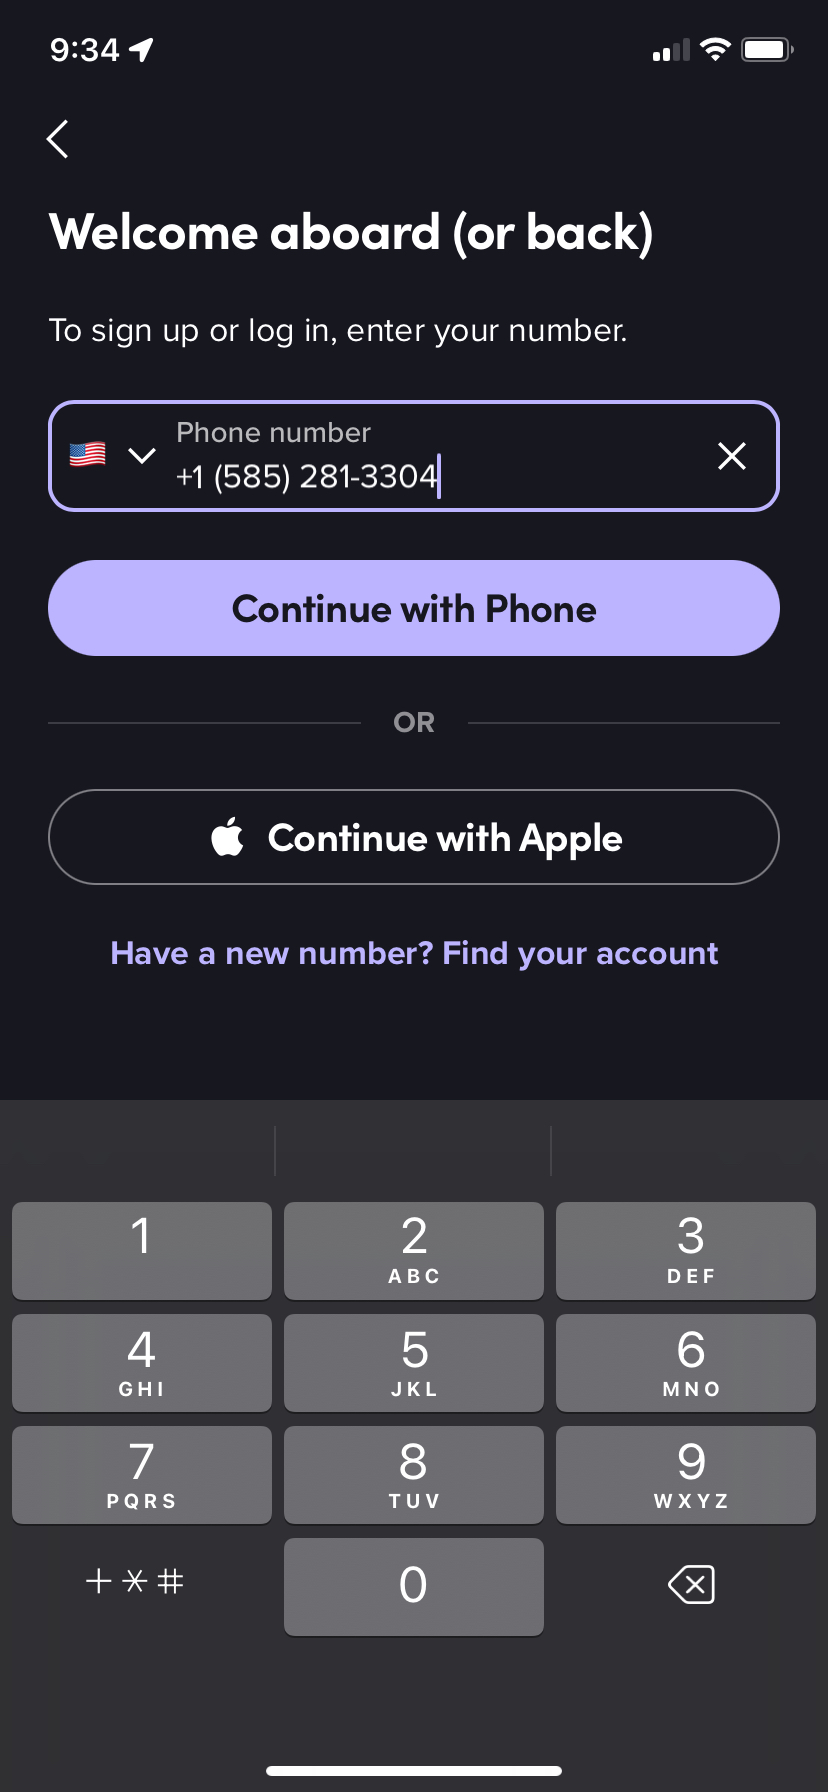 9:34
Welcome aboard (or back)
To sign up or log in, enter your number.
Phone number
+1 (585) 281-3304
Continue with Phone
OR
Continue with Apple
Have a new number? Find your account
1
2
ABC
3
DEF
4
GHI
5
JKL
6
MNO
7
PQRS
8
TUV
9
WXYZ
+*#
0